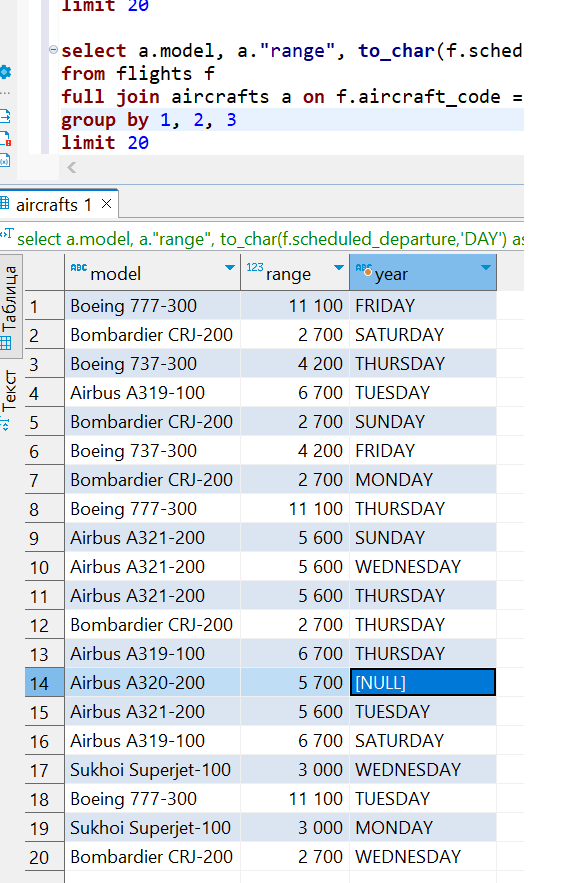 limit 20
select a.model, a."range", to_char(f.sched
from flights f
full join aircrafts a on f.aircraft_code =
group by 1, 2, 3
limit 20
aircrafts 1
select a.model, a."range", to_char(f.scheduled_departure,'DAY') as
Таблица
Текст
ABC model 123 range ABC year
1 Boeing 777-300 11 100 FRIDAY
2 Bombardier CRJ-200 2 700 SATURDAY
3 Boeing 737-300 4 200 THURSDAY
4 Airbus A319-100 6 700 TUESDAY
5 Bombardier CRJ-200 2 700 SUNDAY
6 Boeing 737-300 4 200 FRIDAY
7 Bombardier CRJ-200 2 700 MONDAY
8 Boeing 777-300 11 100 THURSDAY
9 Airbus A321-200 5 600 SUNDAY
10 Airbus A321-200 5 600 WEDNESDAY
11 Airbus A321-200 5 600 THURSDAY
12 Bombardier CRJ-200 2 700 THURSDAY
13 Airbus A319-100 6 700 THURSDAY
14 Airbus A320-200 5 700 [NULL]
15 Airbus A321-200 5 600 TUESDAY
16 Airbus A319-100 6 700 SATURDAY
17 Sukhoi Superjet-100 3 000 WEDNESDAY
18 Boeing 777-300 11 100 TUESDAY
19 Sukhoi Superjet-100 3 000 MONDAY
20 Bombardier CRJ-200 2 700 WEDNESDAY